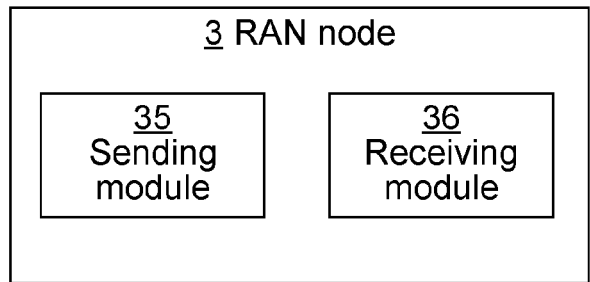 3 RAN node
35
Sending
module
36
Receiving
module